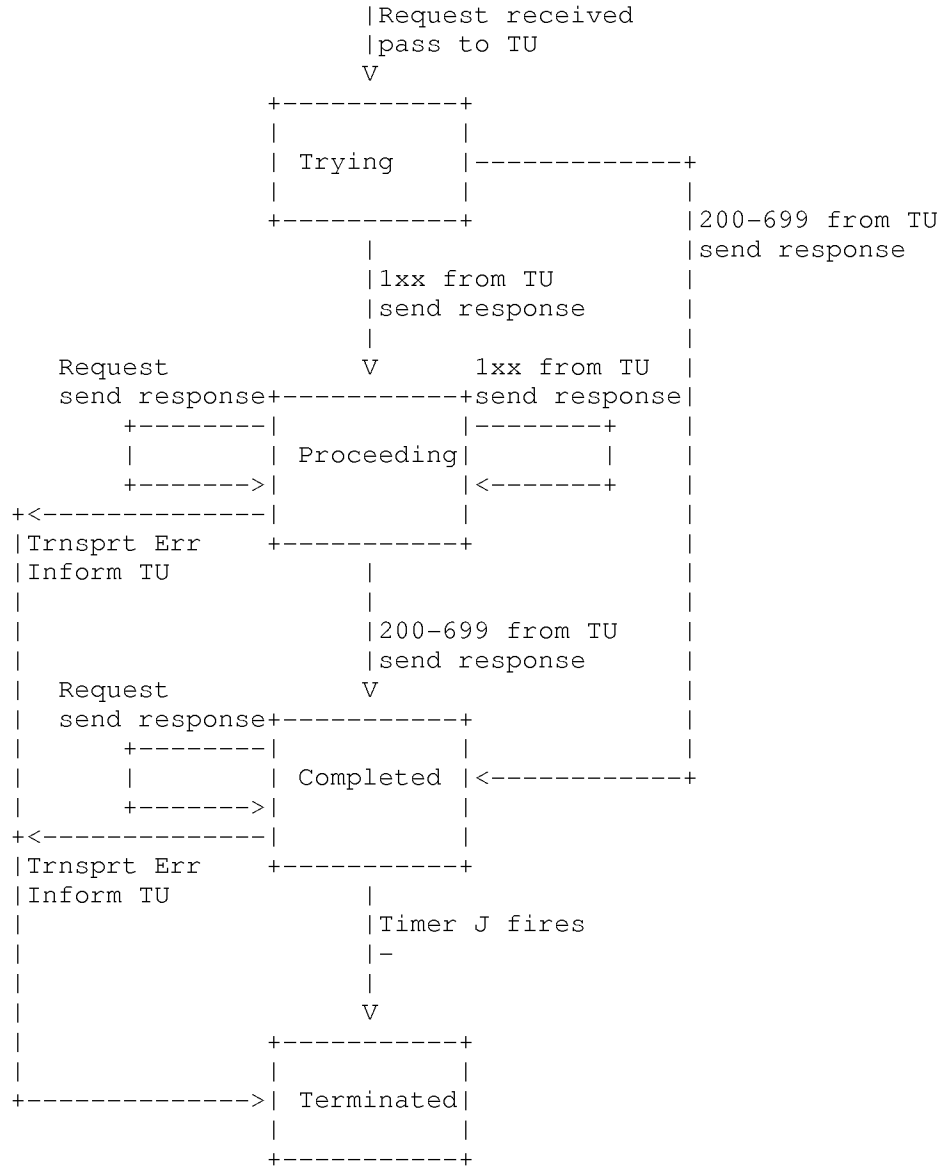 Request received
pass to TU
Trying
200-699 from TU
send response
1xx from TU
send response
Request
send response
1xx from TU
send response
Proceeding
Trnsprt Err
Inform TU
200-699 from TU
send response
Request
send response
Completed
Trnsprt Err
Inform TU
Timer J fires
-
Terminated